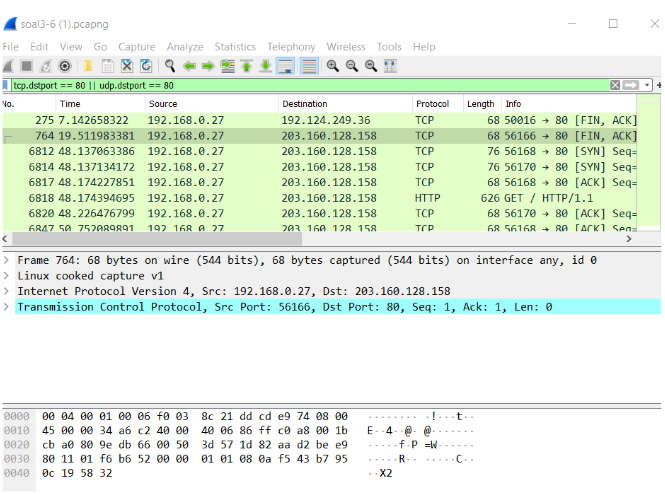 soal3-6 (1).pcapng
File Edit View Go Capture Analyze Statistics Telephony Wireless Tools Help
tcp.dstport == 80 || udp.dstport == 80
No. Time Source Destination Protocol Length Info
275 7.142658322 192.168.0.27 192.124.249.36 TCP 68 50016 → 80 [FIN, ACK]
764 19.511983381 192.168.0.27 203.160.128.158 TCP 68 56166 → 80 [FIN, ACK]
6812 48.137063386 192.168.0.27 203.160.128.158 TCP 76 56168 → 80 [SYN] Seq=
6814 48.137134172 192.168.0.27 203.160.128.158 TCP 76 56170 → 80 [SYN] Seq=
6817 48.174227851 192.168.0.27 203.160.128.158 TCP 68 56168 → 80 [ACK] Seq=
6818 48.174394695 192.168.0.27 203.160.128.158 HTTP 626 GET / HTTP/1.1
6820 48.226476799 192.168.0.27 203.160.128.158 TCP 68 56170 → 80 [ACK] Seq=
6847 50.752089891 192.168.0.27 203.160.128.158 TCP 68 56168 → 80 [ACK] Seq=
Frame 764: 68 bytes on wire (544 bits), 68 bytes captured (544 bits) on interface any, id 0
Linux cooked capture v1
Internet Protocol Version 4, Src: 192.168.0.27, Dst: 203.160.128.158
Transmission Control Protocol, Src Port: 56166, Dst Port: 80, Seq: 1, Ack: 1, Len: 0
0000 00 04 00 01 00 06 f0 03 8c 21 dd cd e9 74 08 00 ········ ·!···t··
0010 45 00 00 34 a6 c2 40 00 40 06 86 ff c0 a8 00 1b E··4··@· @·······
0020 cb a0 80 9e db 66 00 50 3d 57 1d 82 aa d2 be e9 ·····f·P =W······
0030 80 11 01 f6 b6 52 00 00 01 01 08 0a f5 43 b7 95 ·····R·· ·····C··
0040 0c 19 58 32 ··X2